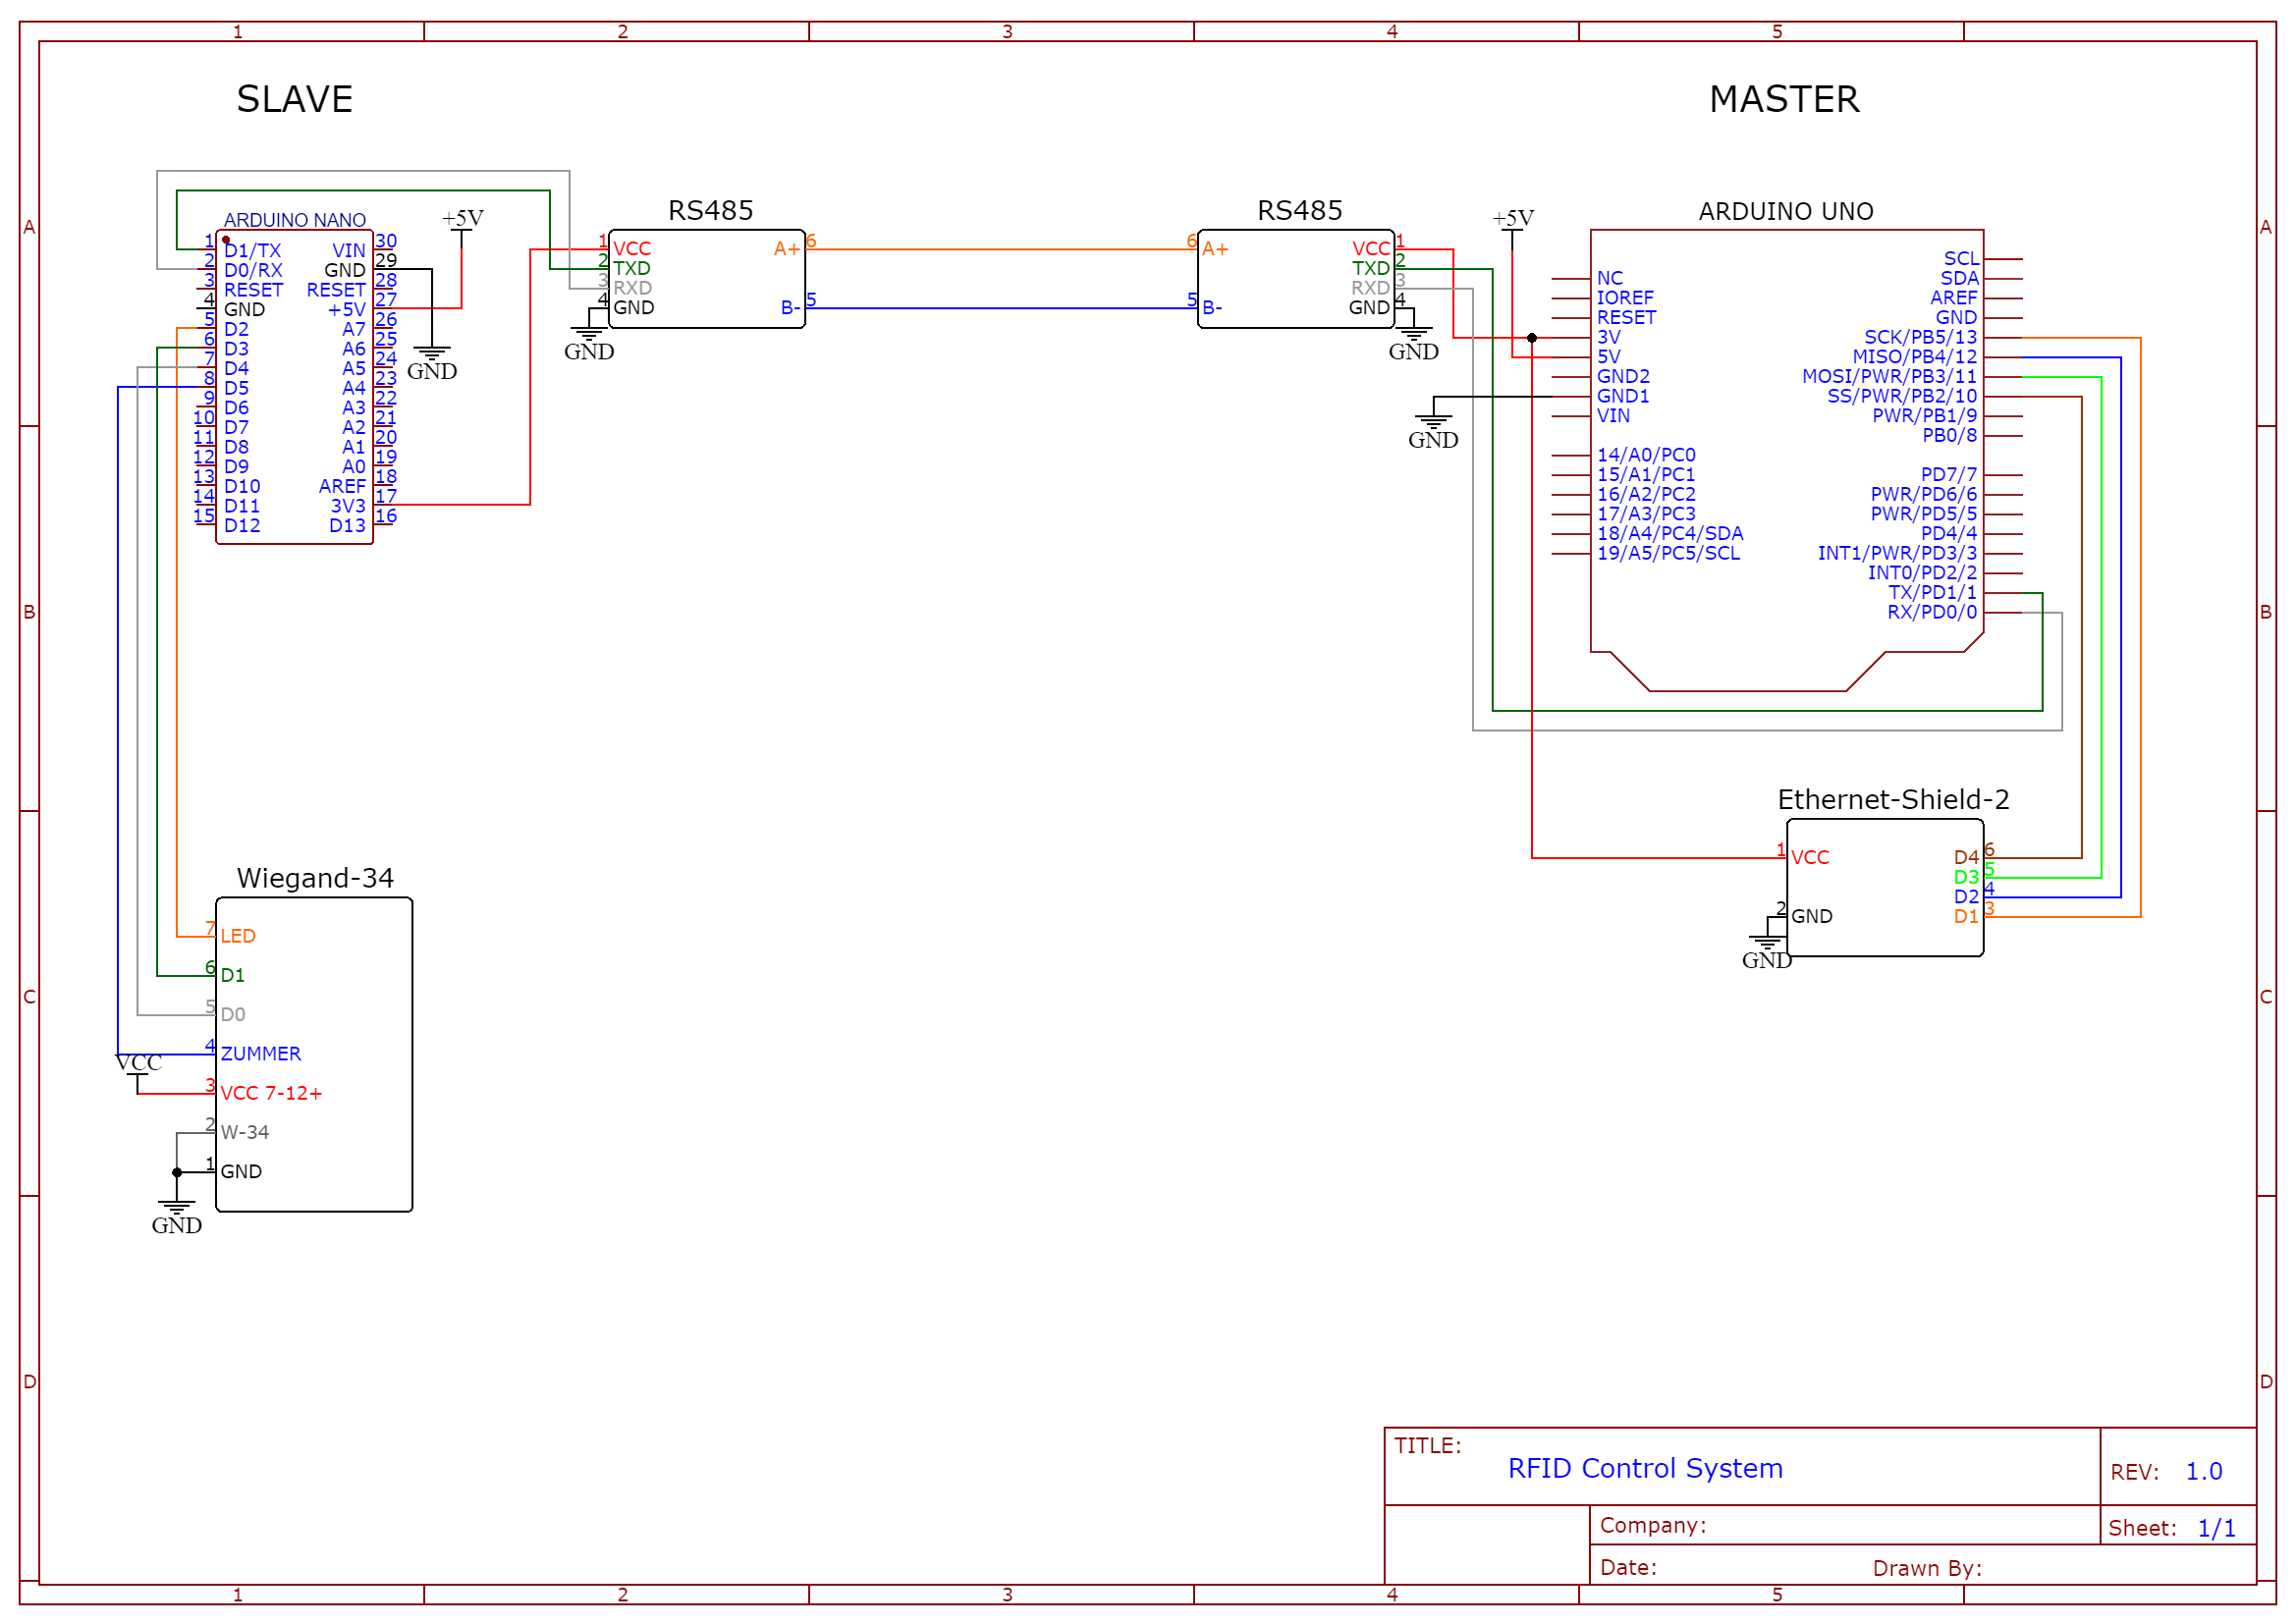 1 2 3 4 5
SLAVE
MASTER
A
A
ARDUINO NANO
+5V
RS485
RS485
+5V
ARDUINO UNO
1 D1/TX
2 D0/RX
3 RESET
4 GND
5 D2
6 D3
7 D4
8 D5
9 D6
10 D7
11 D8
12 D9
13 D10
14 D11
15 D12
VIN 30
GND 29
RESET 28
+5V 27
A7 26
A6 25
A5 24
A4 23
A3 22
A2 21
A1 20
A0 19
AREF 18
3V3 17
D13 16
GND
1 VCC
2 TXD
3 RXD
4 GND
A+ 6
B- 5
GND
6 A+
5 B-
VCC 1
TXD 2
RXD 3
GND 4
GND
GND
NC
IOREF
RESET
3V
5V
GND2
GND1
VIN
14/A0/PC0
15/A1/PC1
16/A2/PC2
17/A3/PC3
18/A4/PC4/SDA
19/A5/PC5/SCL
SCL
SDA
AREF
GND
SCK/PB5/13
MISO/PB4/12
MOSI/PWR/PB3/11
SS/PWR/PB2/10
PWR/PB1/9
PB0/8
PD7/7
PWR/PD6/6
PWR/PD5/5
PD4/4
INT1/PWR/PD3/3
INT0/PD2/2
TX/PD1/1
RX/PD0/0
B
B
Ethernet-Shield-2
1 VCC
2 GND
D4 6
D3 5
D2 4
D1 3
GND
Wiegand-34
7 LED
6 D1
5 D0
4 ZUMMER
VCC
3 VCC 7-12+
2 W-34
1 GND
GND
C
C
D
D
TITLE:
RFID Control System
REV: 1.0
Company:
Sheet: 1/1
Date:
Drawn By:
1 2 3 4 5